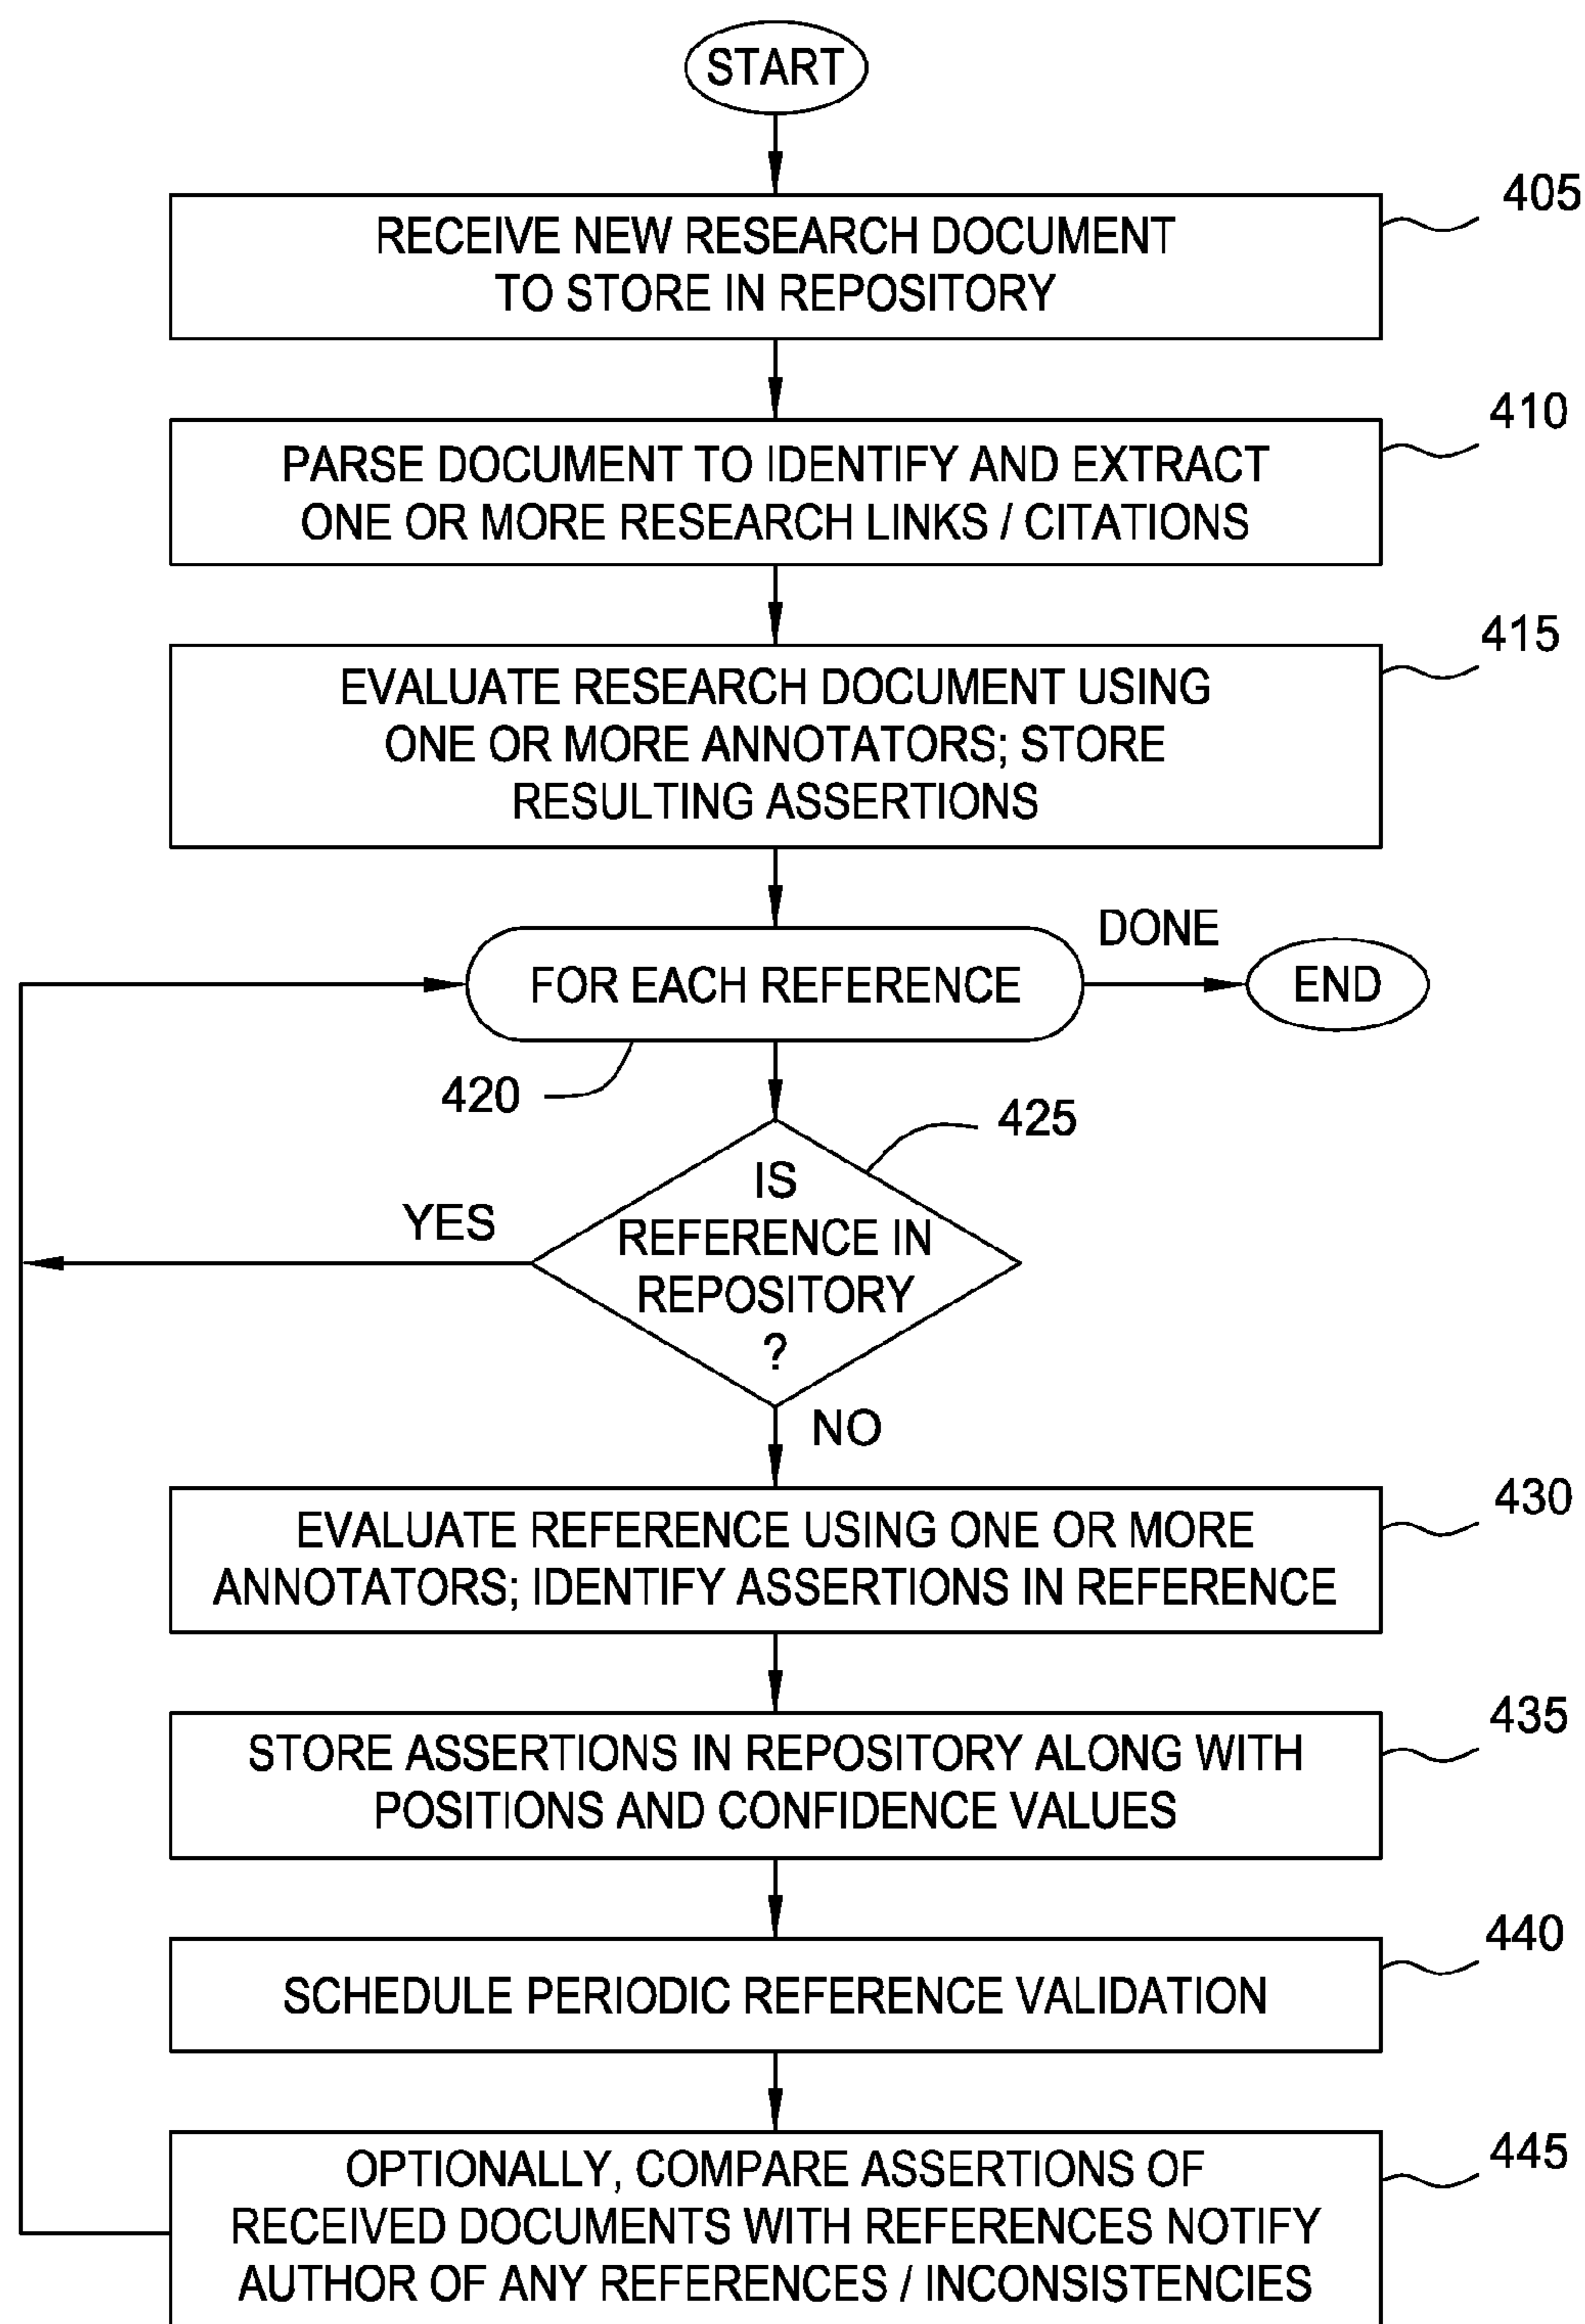 START
405
RECEIVE NEW RESEARCH DOCUMENT
TO STORE IN REPOSITORY
410
PARSE DOCUMENT TO IDENTIFY AND EXTRACT
ONE OR MORE RESEARCH LINKS / CITATIONS
415
EVALUATE RESEARCH DOCUMENT USING
ONE OR MORE ANNOTATORS; STORE
RESULTING ASSERTIONS
DONE
FOR EACH REFERENCE
END
420
425
IS
REFERENCE IN
REPOSITORY
?
YES
NO
430
EVALUATE REFERENCE USING ONE OR MORE
ANNOTATORS; IDENTIFY ASSERTIONS IN REFERENCE
435
STORE ASSERTIONS IN REPOSITORY ALONG WITH
POSITIONS AND CONFIDENCE VALUES
440
SCHEDULE PERIODIC REFERENCE VALIDATION
445
OPTIONALLY, COMPARE ASSERTIONS OF
RECEIVED DOCUMENTS WITH REFERENCES NOTIFY
AUTHOR OF ANY REFERENCES / INCONSISTENCIES